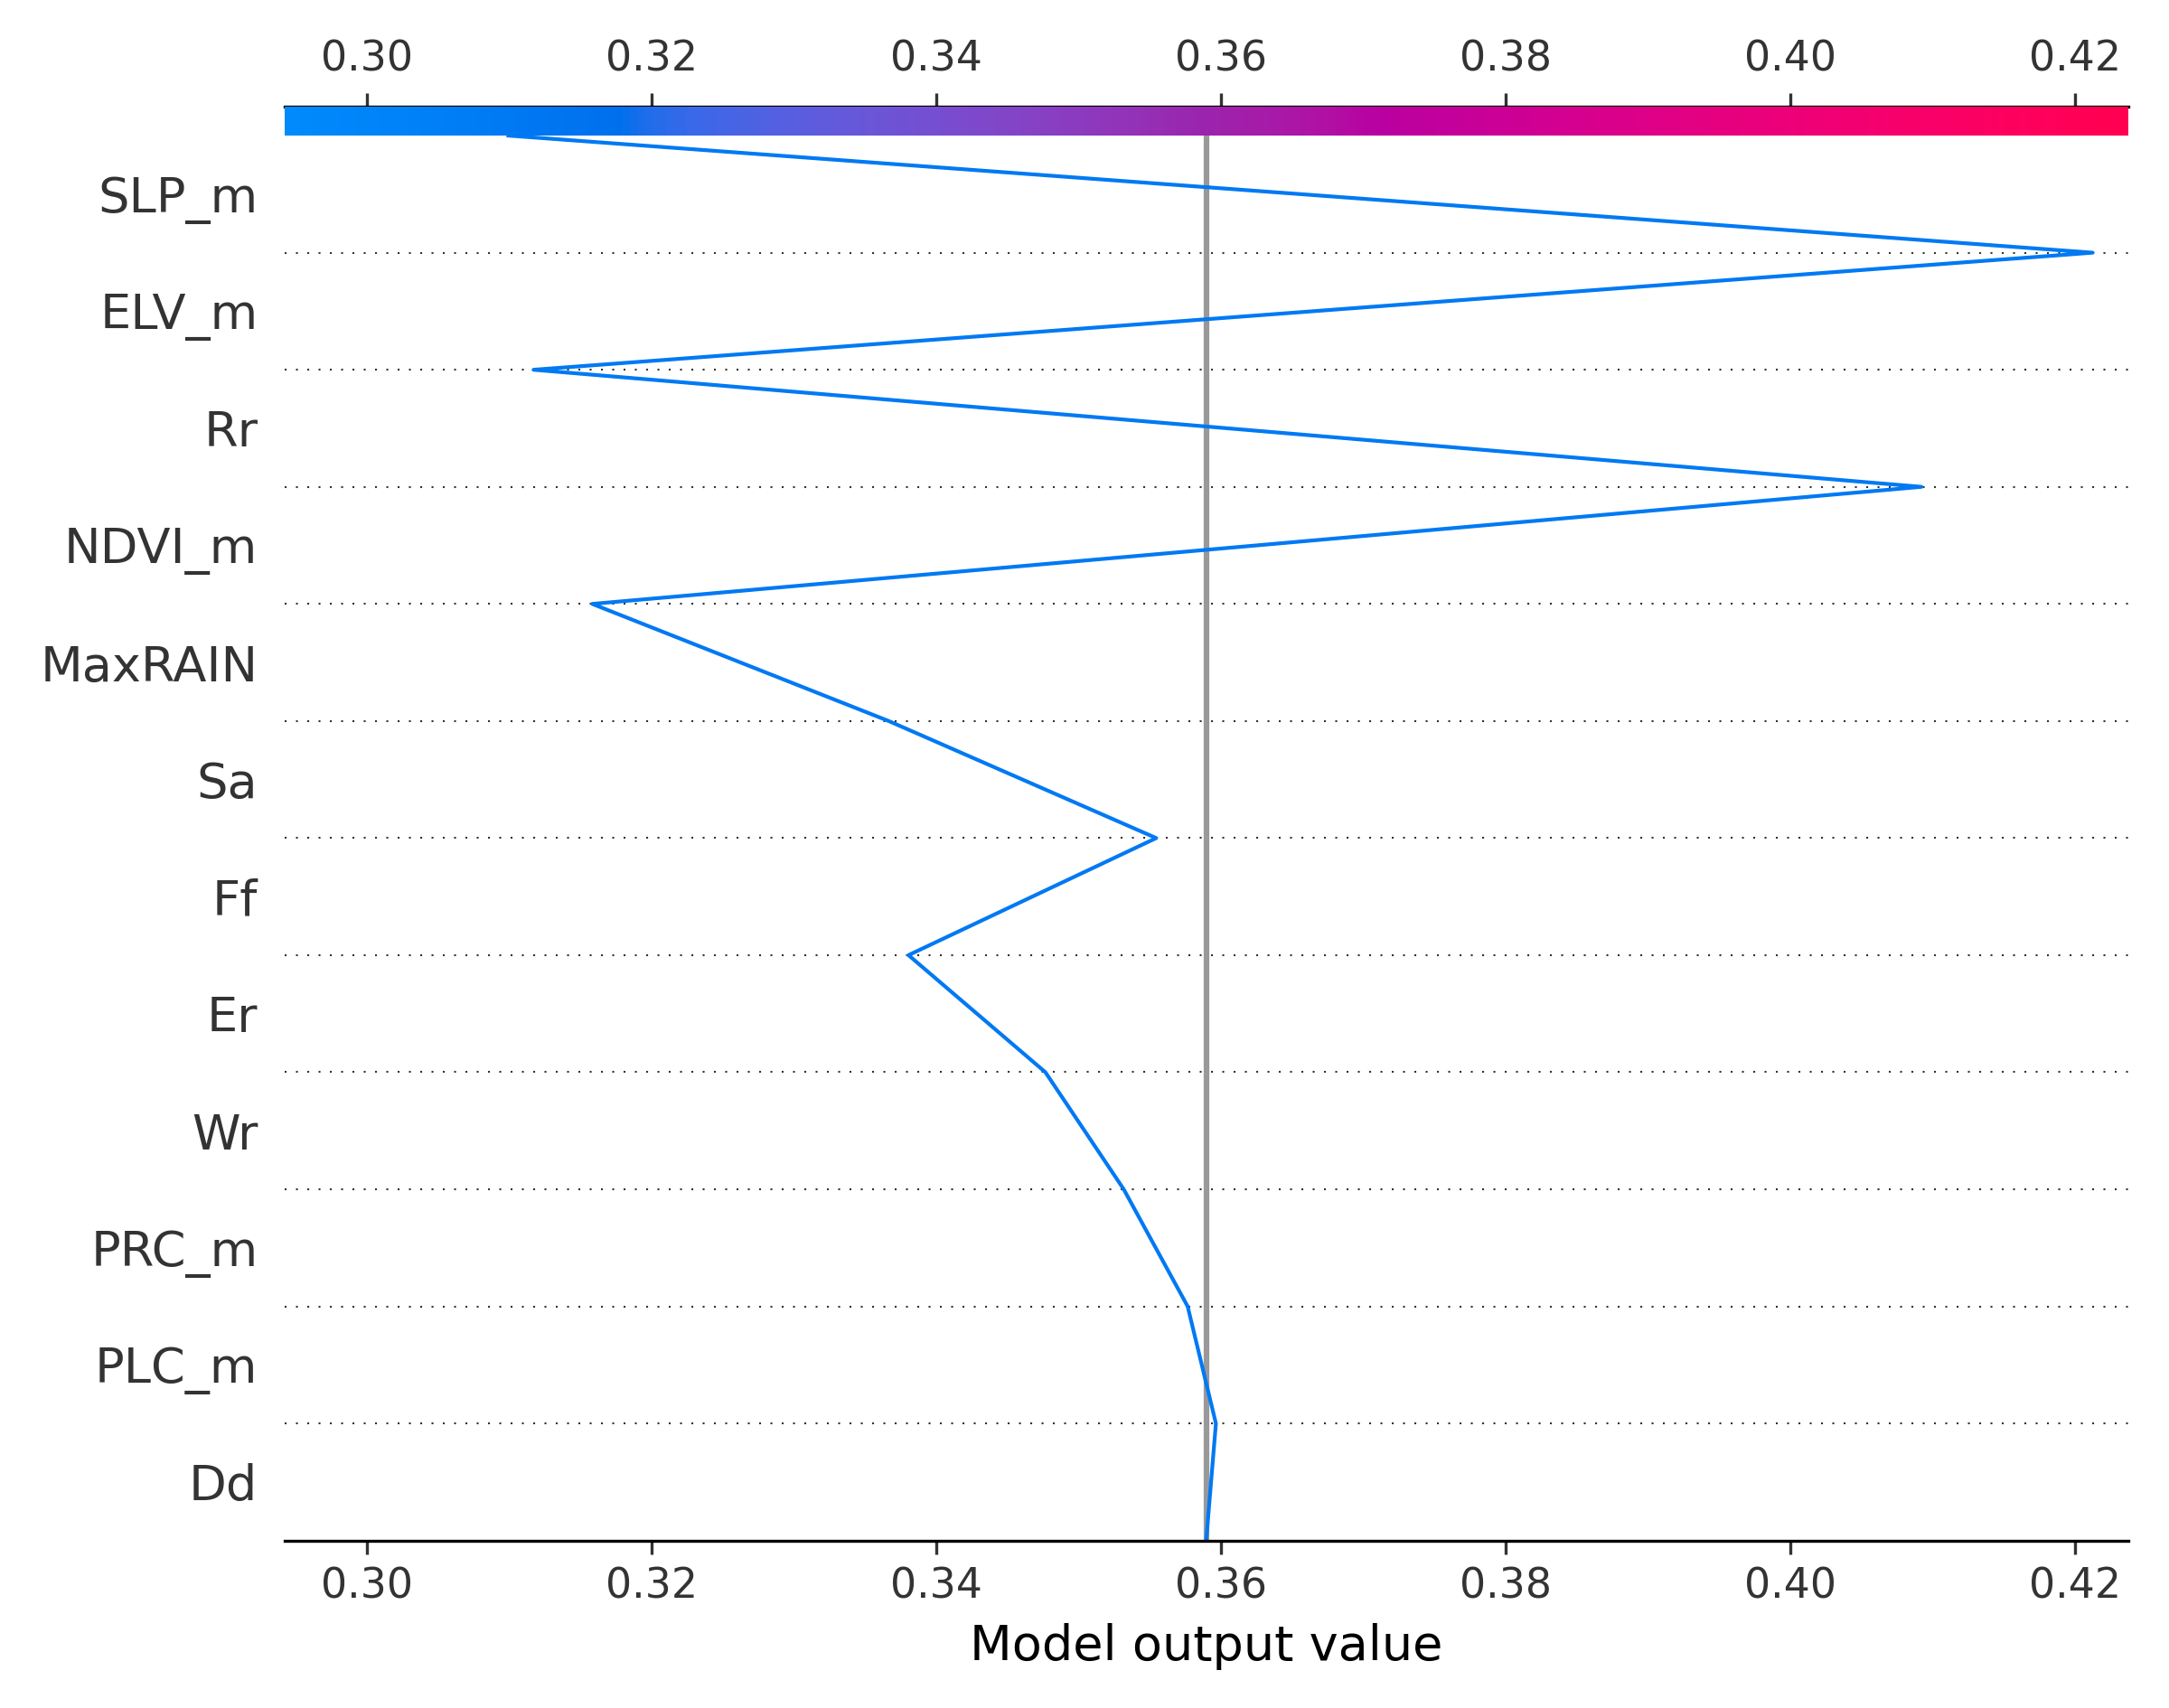 0.30 0.32 0.34 0.36 0.38 0.40 0.42
SLP_m
ELV_m
Rr
NDVI_m
MaxRAIN
Sa
Ff
Er
Wr
PRC_m
PLC_m
Dd
0.30 0.32 0.34 0.36 0.38 0.40 0.42
Model output value